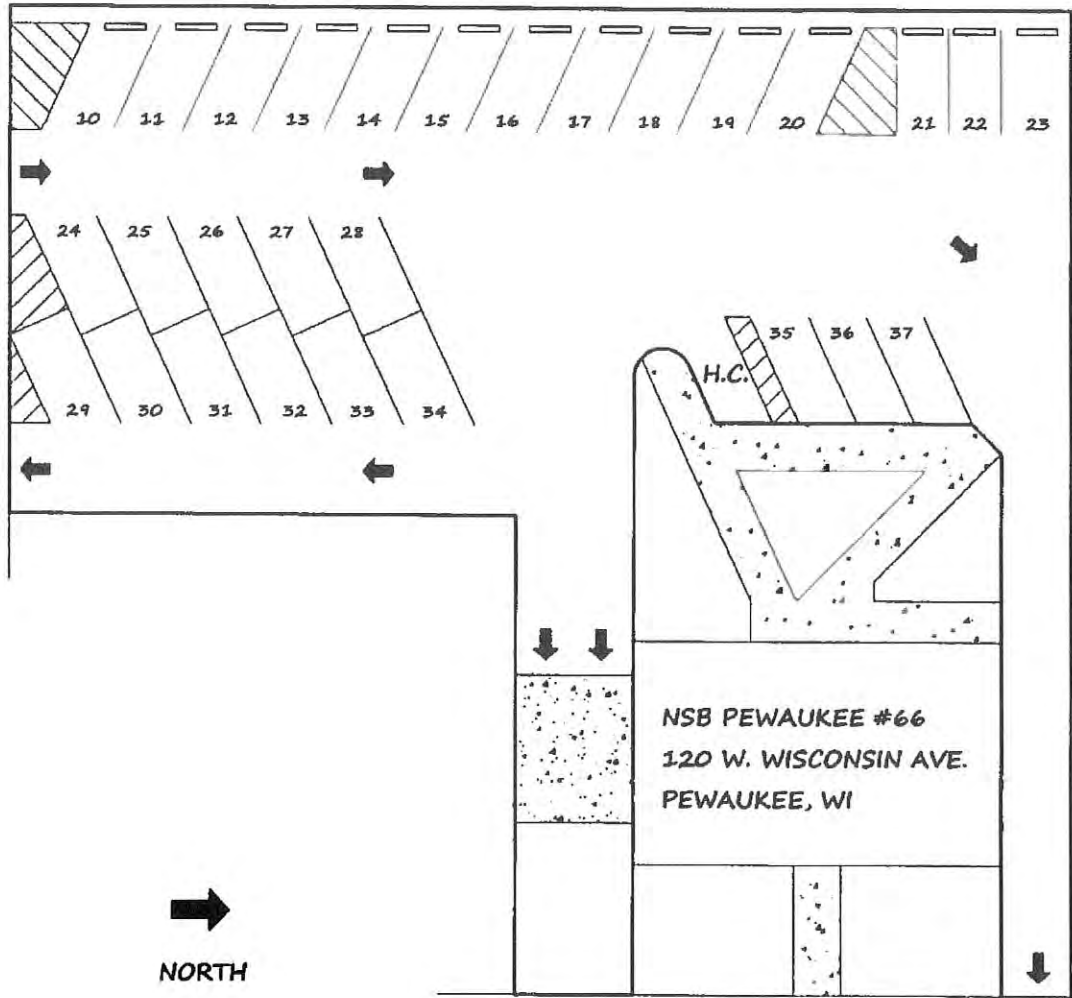 10 11 12 13 14 15 16 17 18 19 20 21 22 23
24 25 26 27 28
35 36 37
H.C.
29 30 31 32 33 34
NSB PEWAUKEE #66
120 W. WISCONSIN AVE.
PEWAUKEE, WI
NORTH